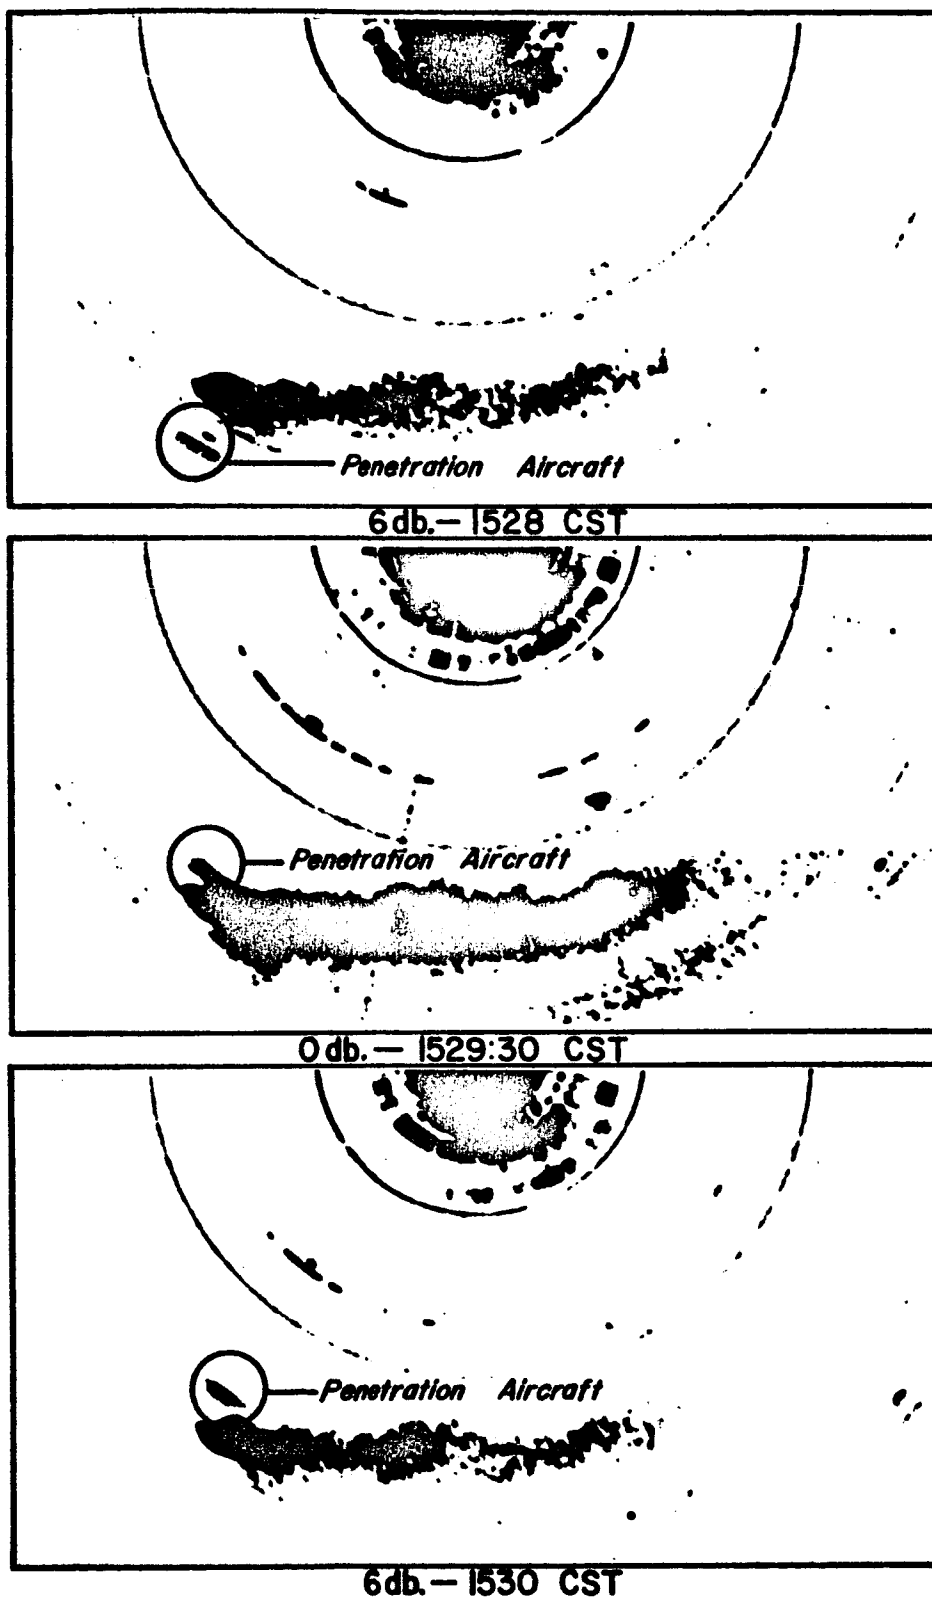 Penetration Aircraft
6db.— 1528 CST
Penetration Aircraft
0db.— 1529:30 CST
Penetration Aircraft
6db.— 1530 CST